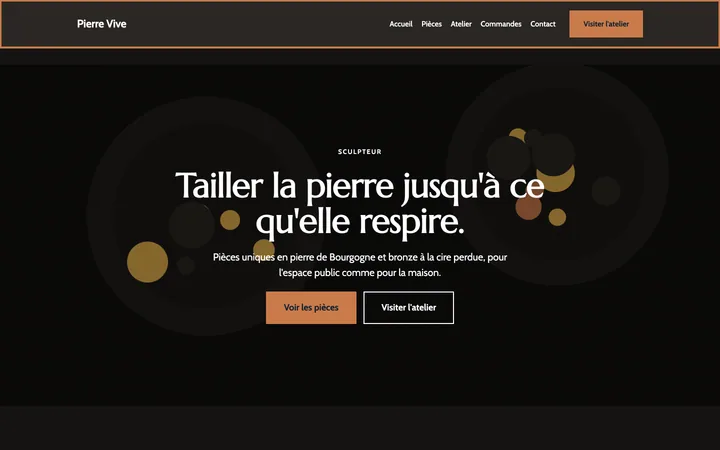 Pierre Vive
Accueil Pièces Atelier Commandes Contact Visiter l'atelier
SCULPTEUR
Tailler la pierre jusqu'à ce
qu'elle respire.
Pièces uniques en pierre de Bourgogne et bronze à la cire perdue, pour
l'espace public comme pour la maison.
Voir les pièces Visiter l'atelier